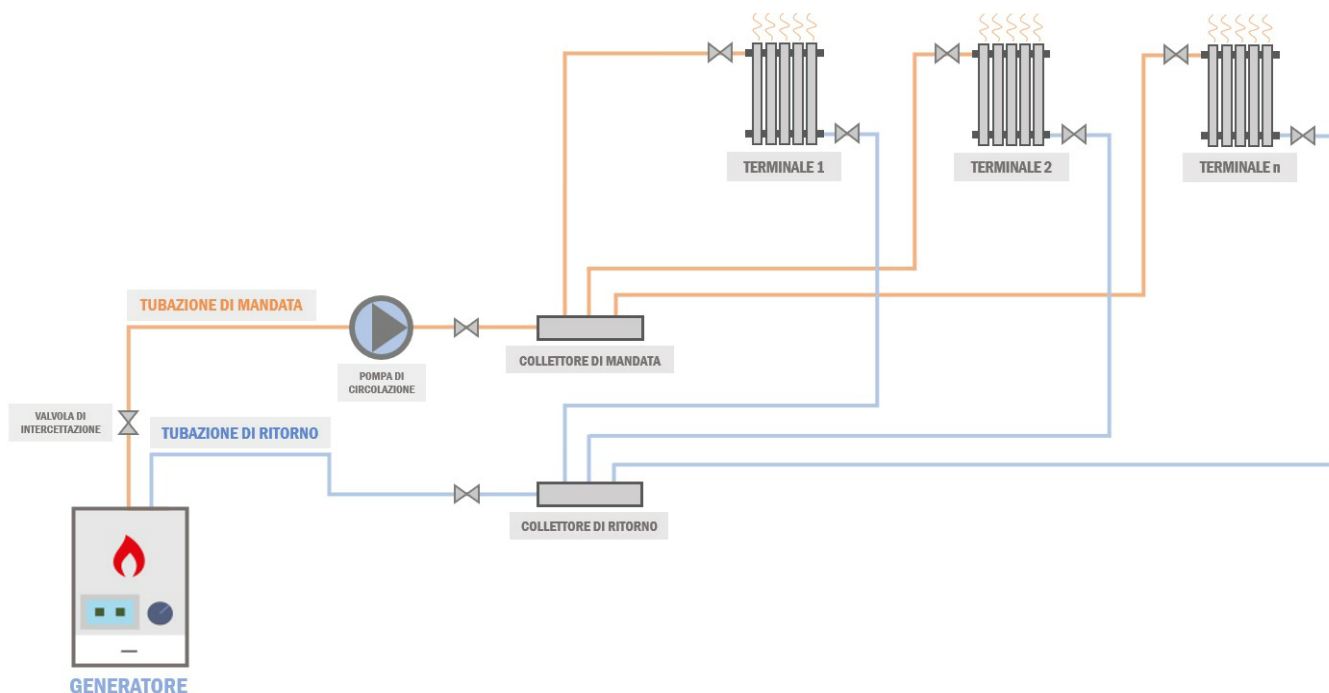 TERMINALE 1
TERMINALE 2
TERMINALE n
TUBAZIONE DI MANDATA
COLLETTORE DI MANDATA
POMPA DI
CIRCOLAZIONE
VALVOLA DI
INTERCETTAZIONE
TUBAZIONE DI RITORNO
COLLETTORE DI RITORNO
GENERATORE